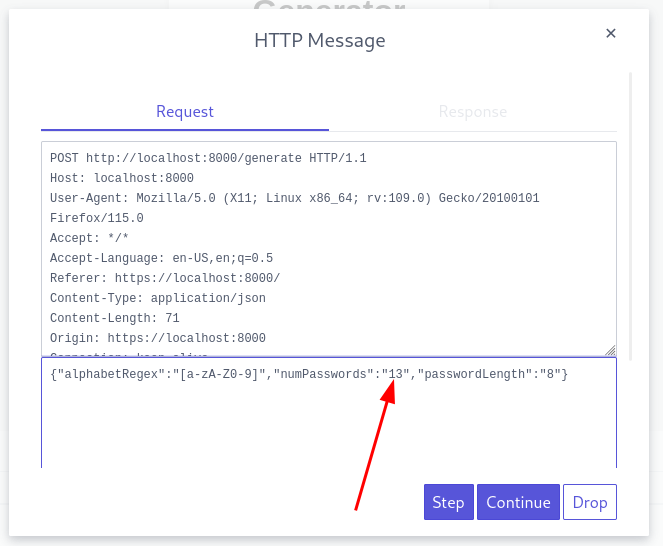 Generator
HTTP Message
×
Request
Response
POST http://localhost:8000/generate HTTP/1.1
Host: localhost:8000
User-Agent: Mozilla/5.0 (X11; Linux x86_64; rv:109.0) Gecko/20100101
Firefox/115.0
Accept: */*
Accept-Language: en-US,en;q=0.5
Referer: https://localhost:8000/
Content-Type: application/json
Content-Length: 71
Origin: https://localhost:8000
Connection: keep-alive
{"alphabetRegex":"[a-zA-Z0-9]","numPasswords":"13","passwordLength":"8"}
Step
Continue
Drop